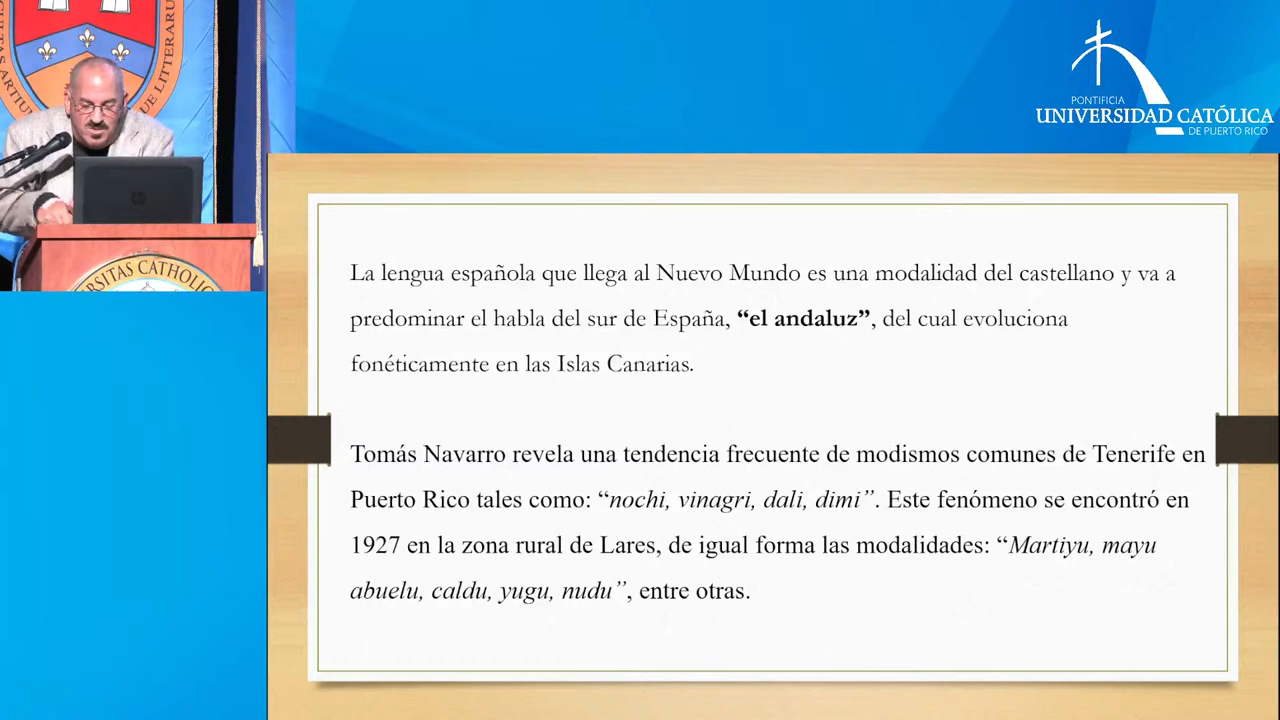 PONTIFICIA
UNIVERSIDAD CATÓLICA
DE PUERTO RICO
La lengua española que llega al Nuevo Mundo es una modalidad del castellano y va a
predominar el habla del sur de España, “el andaluz”, del cual evoluciona
fonéticamente en las Islas Canarias.
Tomás Navarro revela una tendencia frecuente de modismos comunes de Tenerife en
Puerto Rico tales como: “nochi, vinagri, dali, dimi”. Este fenómeno se encontró en
1927 en la zona rural de Lares, de igual forma las modalidades: “Martiyu, mayu
abuelu, caldu, yugu, nudu”, entre otras.